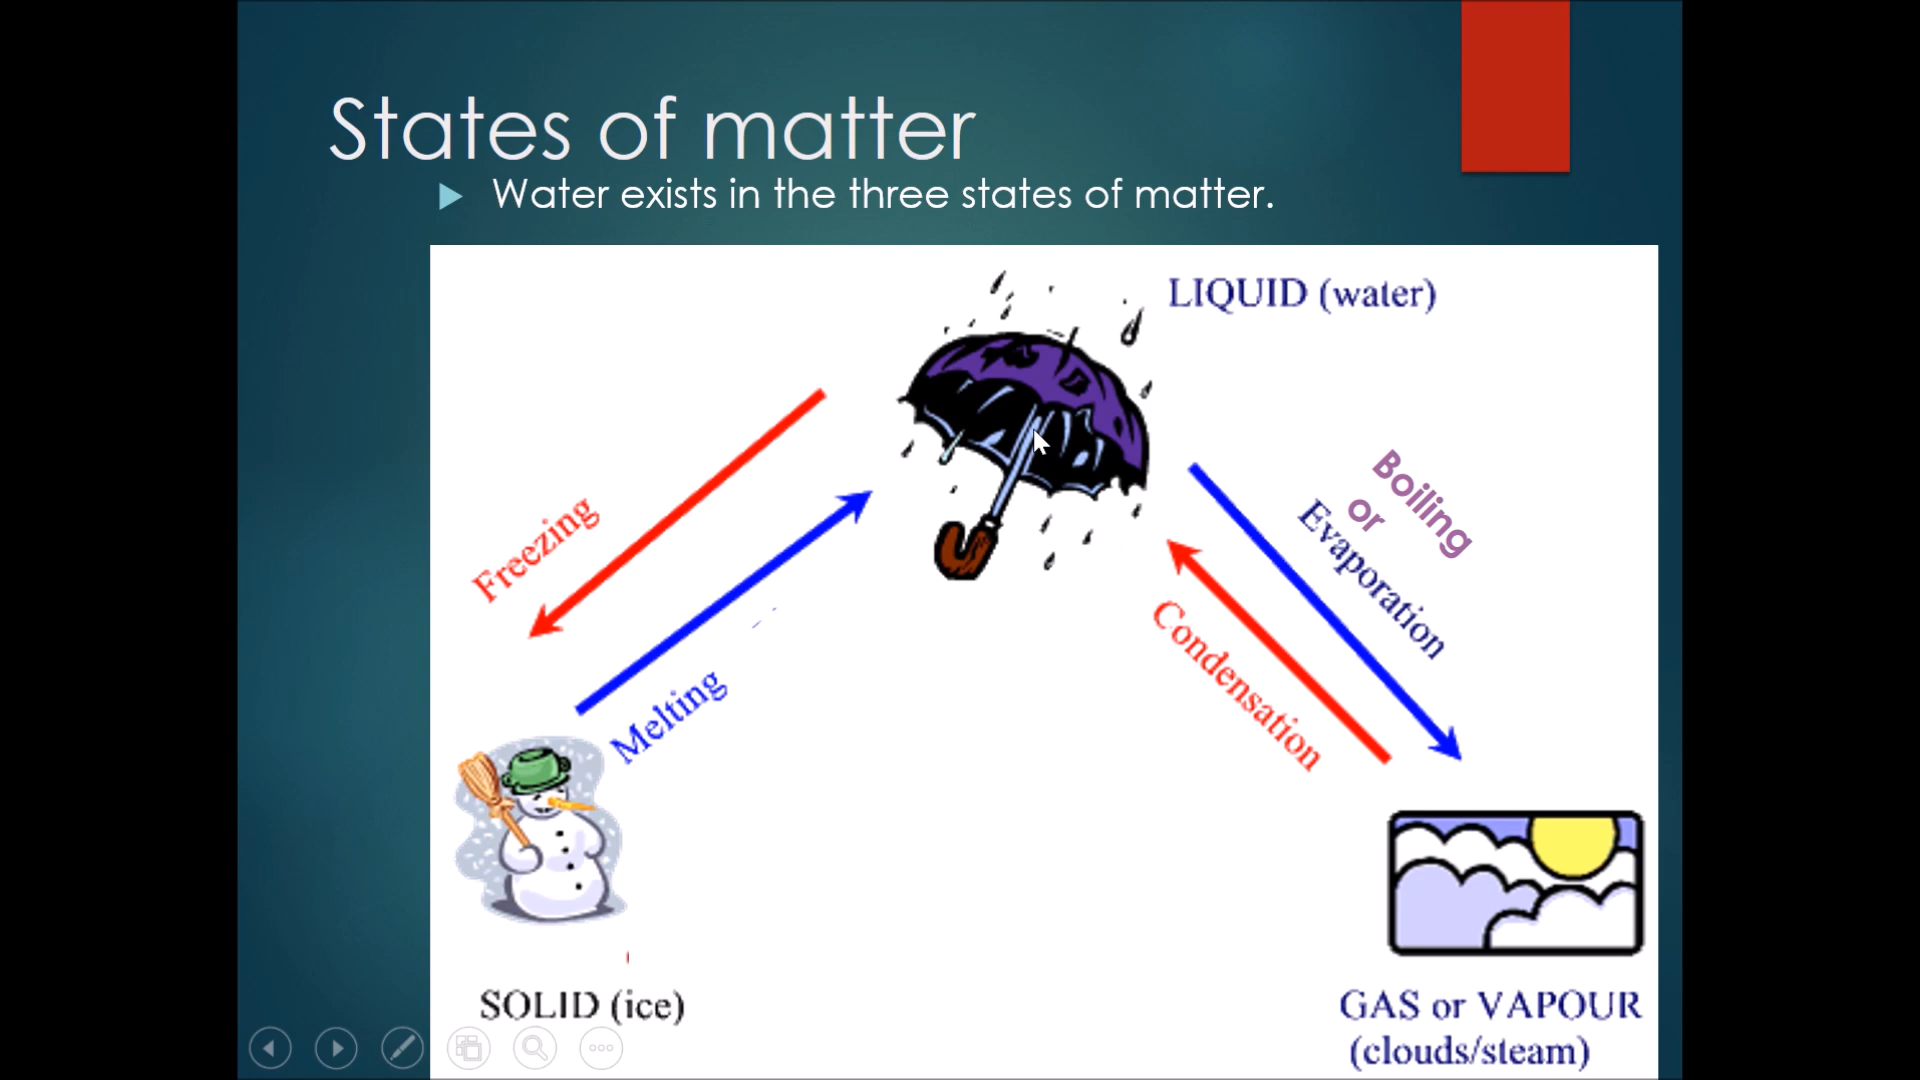 States of matter
Water exists in the three states of matter.
LIQUID (water)
Freezing
Melting
Boiling
or
Evaporation
Condensation
SOLID (ice)
GAS or VAPOUR
(clouds/steam)